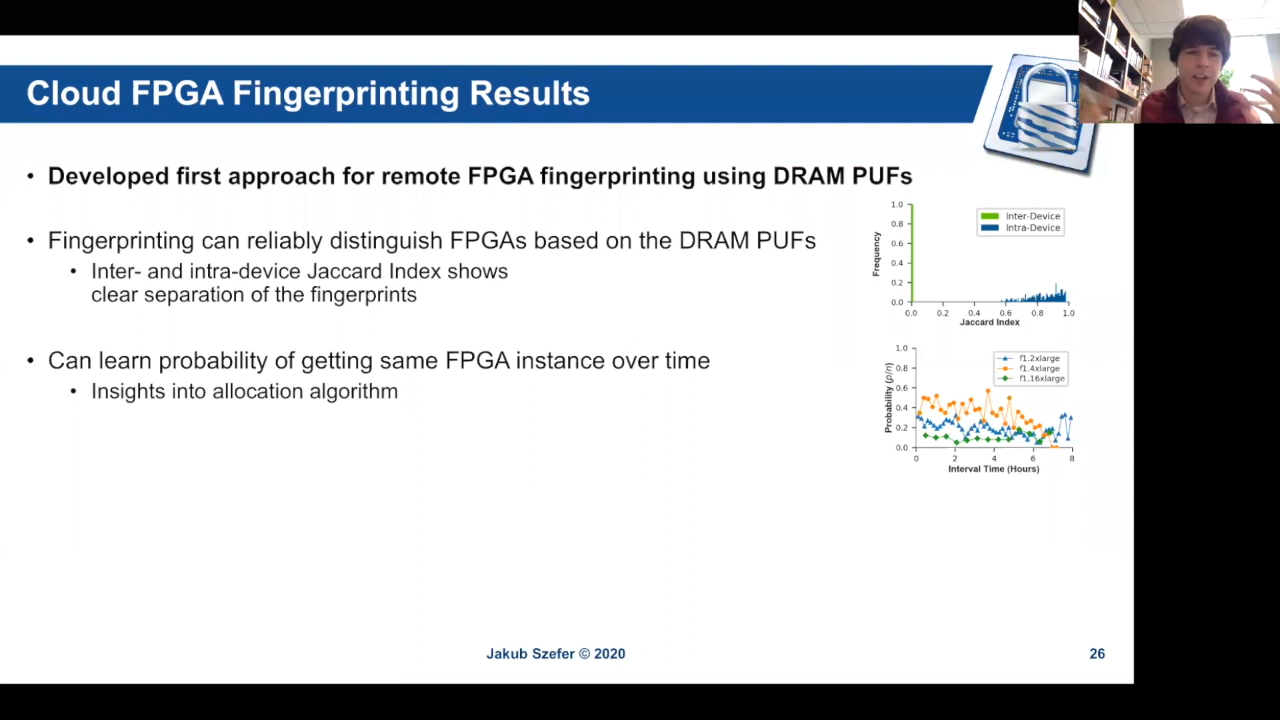 Cloud FPGA Fingerprinting Results
• Developed first approach for remote FPGA fingerprinting using DRAM PUFs
• Fingerprinting can reliably distinguish FPGAs based on the DRAM PUFs
• Inter- and intra-device Jaccard Index shows
clear separation of the fingerprints
• Can learn probability of getting same FPGA instance over time
• Insights into allocation algorithm
1.0
0.8
0.6
0.4
0.2
0.0
Frequency
Inter-Device
Intra-Device
0.0 0.2 0.4 0.6 0.8 1.0
Jaccard Index
1.0
0.8
0.6
0.4
0.2
0.0
Probability (p/n)
f1.2xlarge
f1.4xlarge
f1.16xlarge
0 2 4 6 8
Interval Time (Hours)
Jakub Szefer © 2020
26